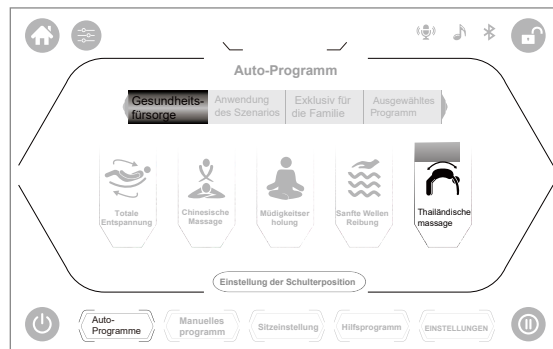 Auto-Programm
Gesundheits-
fürsorge
Anwendung
des Szenarios
Exklusiv für
die Familie
Ausgewähltes
Programm
Totale
Entspannung
Chinesische
Massage
Müdigkeitser
holung
Sanfte Wellen
Reibung
Thailändische
massage
Einstellung der Schulterposition
Auto-
Programme
Manuelles
programm
Sitzeinstellung
Hilfsprogramm
EINSTELLUNGEN